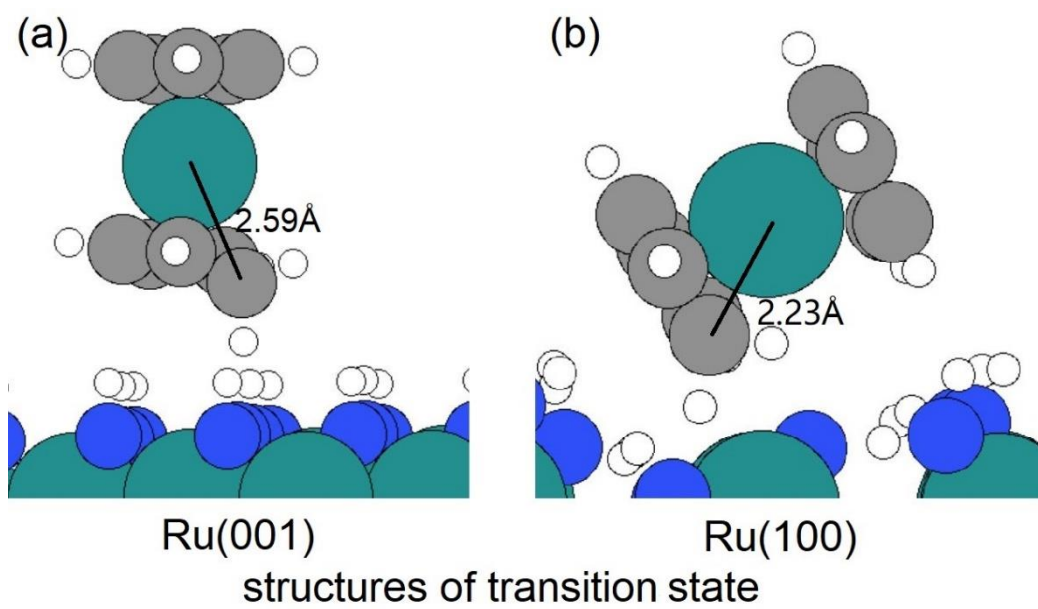 (a)
(b)
2.59Å
2.23Å
Ru(001)
Ru(100)
structures of transition state